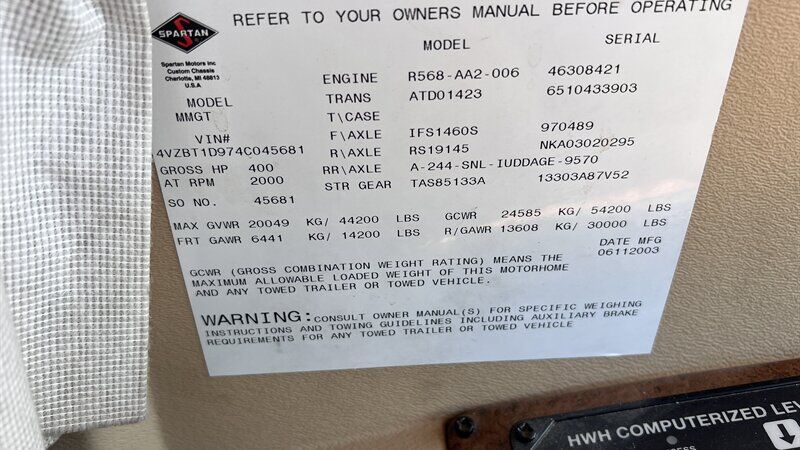 REFER TO YOUR OWNERS MANUAL BEFORE OPERATING
SPARTAN
Spartan Motors Inc
Custom Chassis
Charlotte, MI 48813
U.S.A
MODEL SERIAL
ENGINE R568-AA2-006 46308421
MODEL TRANS ATD01423 6510433903
MMGT T\CASE
VIN# F\AXLE IFS1460S 970489
4VZBT1D974C045681 R\AXLE RS19145 NKA03020295
GROSS HP 400 RR\AXLE A-244-SNL-IUDDAGE-9570
AT RPM 2000 STR GEAR TAS85133A 13303A87V52
SO NO. 45681
MAX GVWR 20049 KG/ 44200 LBS GCWR 24585 KG/ 54200 LBS
FRT GAWR 6441 KG/ 14200 LBS R/GAWR 13608 KG/ 30000 LBS
DATE MFG
06112003
GCWR (GROSS COMBINATION WEIGHT RATING) MEANS THE
MAXIMUM ALLOWABLE LOADED WEIGHT OF THIS MOTORHOME
AND ANY TOWED TRAILER OR TOWED VEHICLE.
WARNING:CONSULT OWNER MANUAL(S) FOR SPECIFIC WEIGHING
INSTRUCTIONS AND TOWING GUIDELINES INCLUDING AUXILIARY BRAKE
REQUIREMENTS FOR ANY TOWED TRAILER OR TOWED VEHICLE
HWH COMPUTERIZED LE